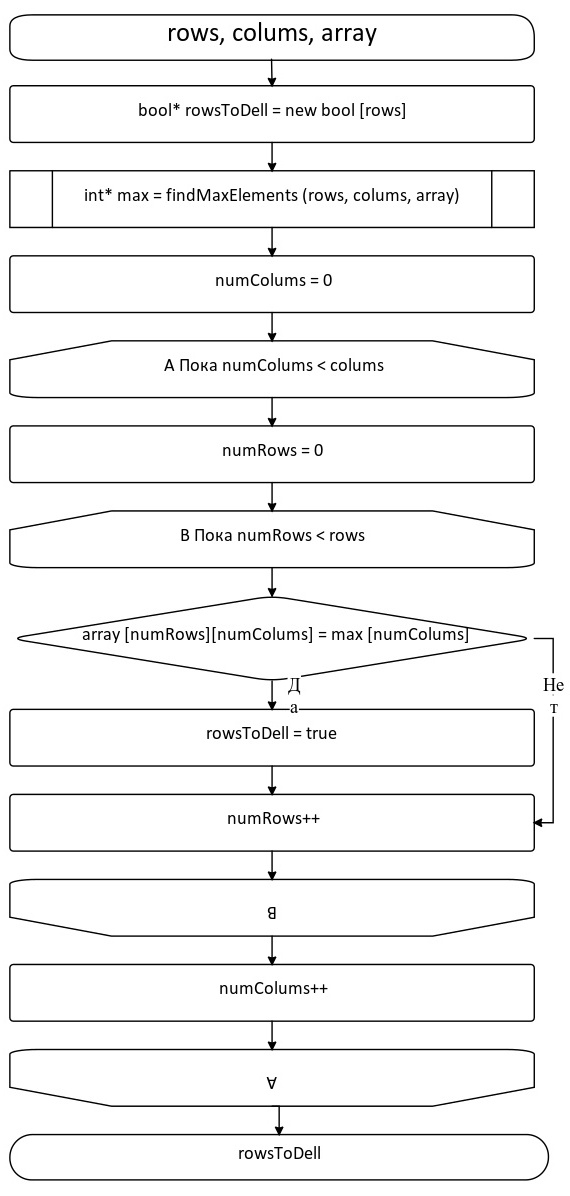 rows, colums, array
bool* rowsToDell = new bool [rows]
int* max = findMaxElements (rows, colums, array)
numColums = 0
А Пока numColums < colums
numRows = 0
В Пока numRows < rows
array [numRows][numColums] = max [numColums]
Д
а
Не
т
rowsToDell = true
numRows++
В
numColums++
А
rowsToDell